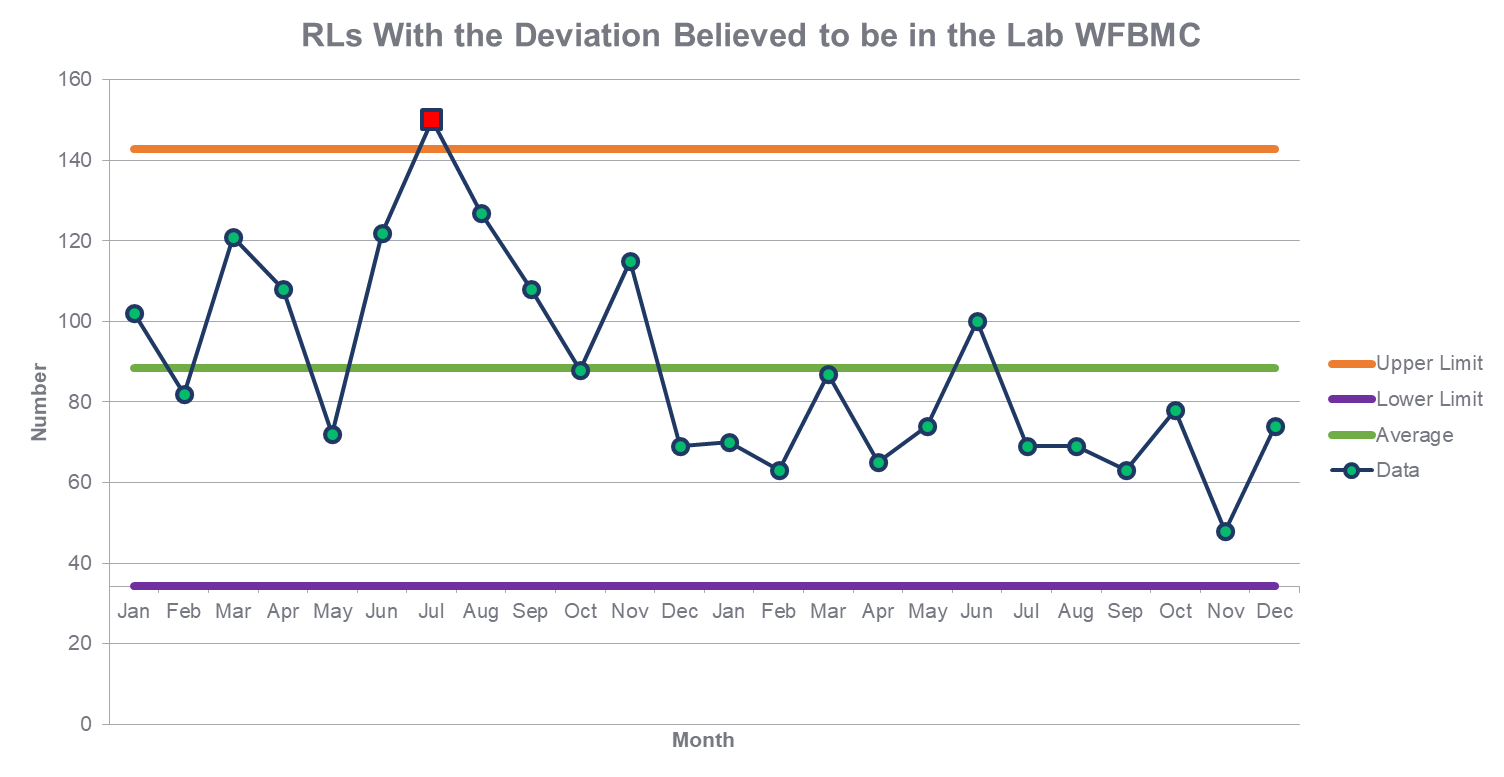 RLs With the Deviation Believed to be in the Lab WFBMC
160
140
120
100
80
60
40
20
0
Number
Jan Feb Mar Apr May Jun Jul Aug Sep Oct Nov Dec Jan Feb Mar Apr May Jun Jul Aug Sep Oct Nov Dec
Month
Upper Limit
Lower Limit
Average
Data